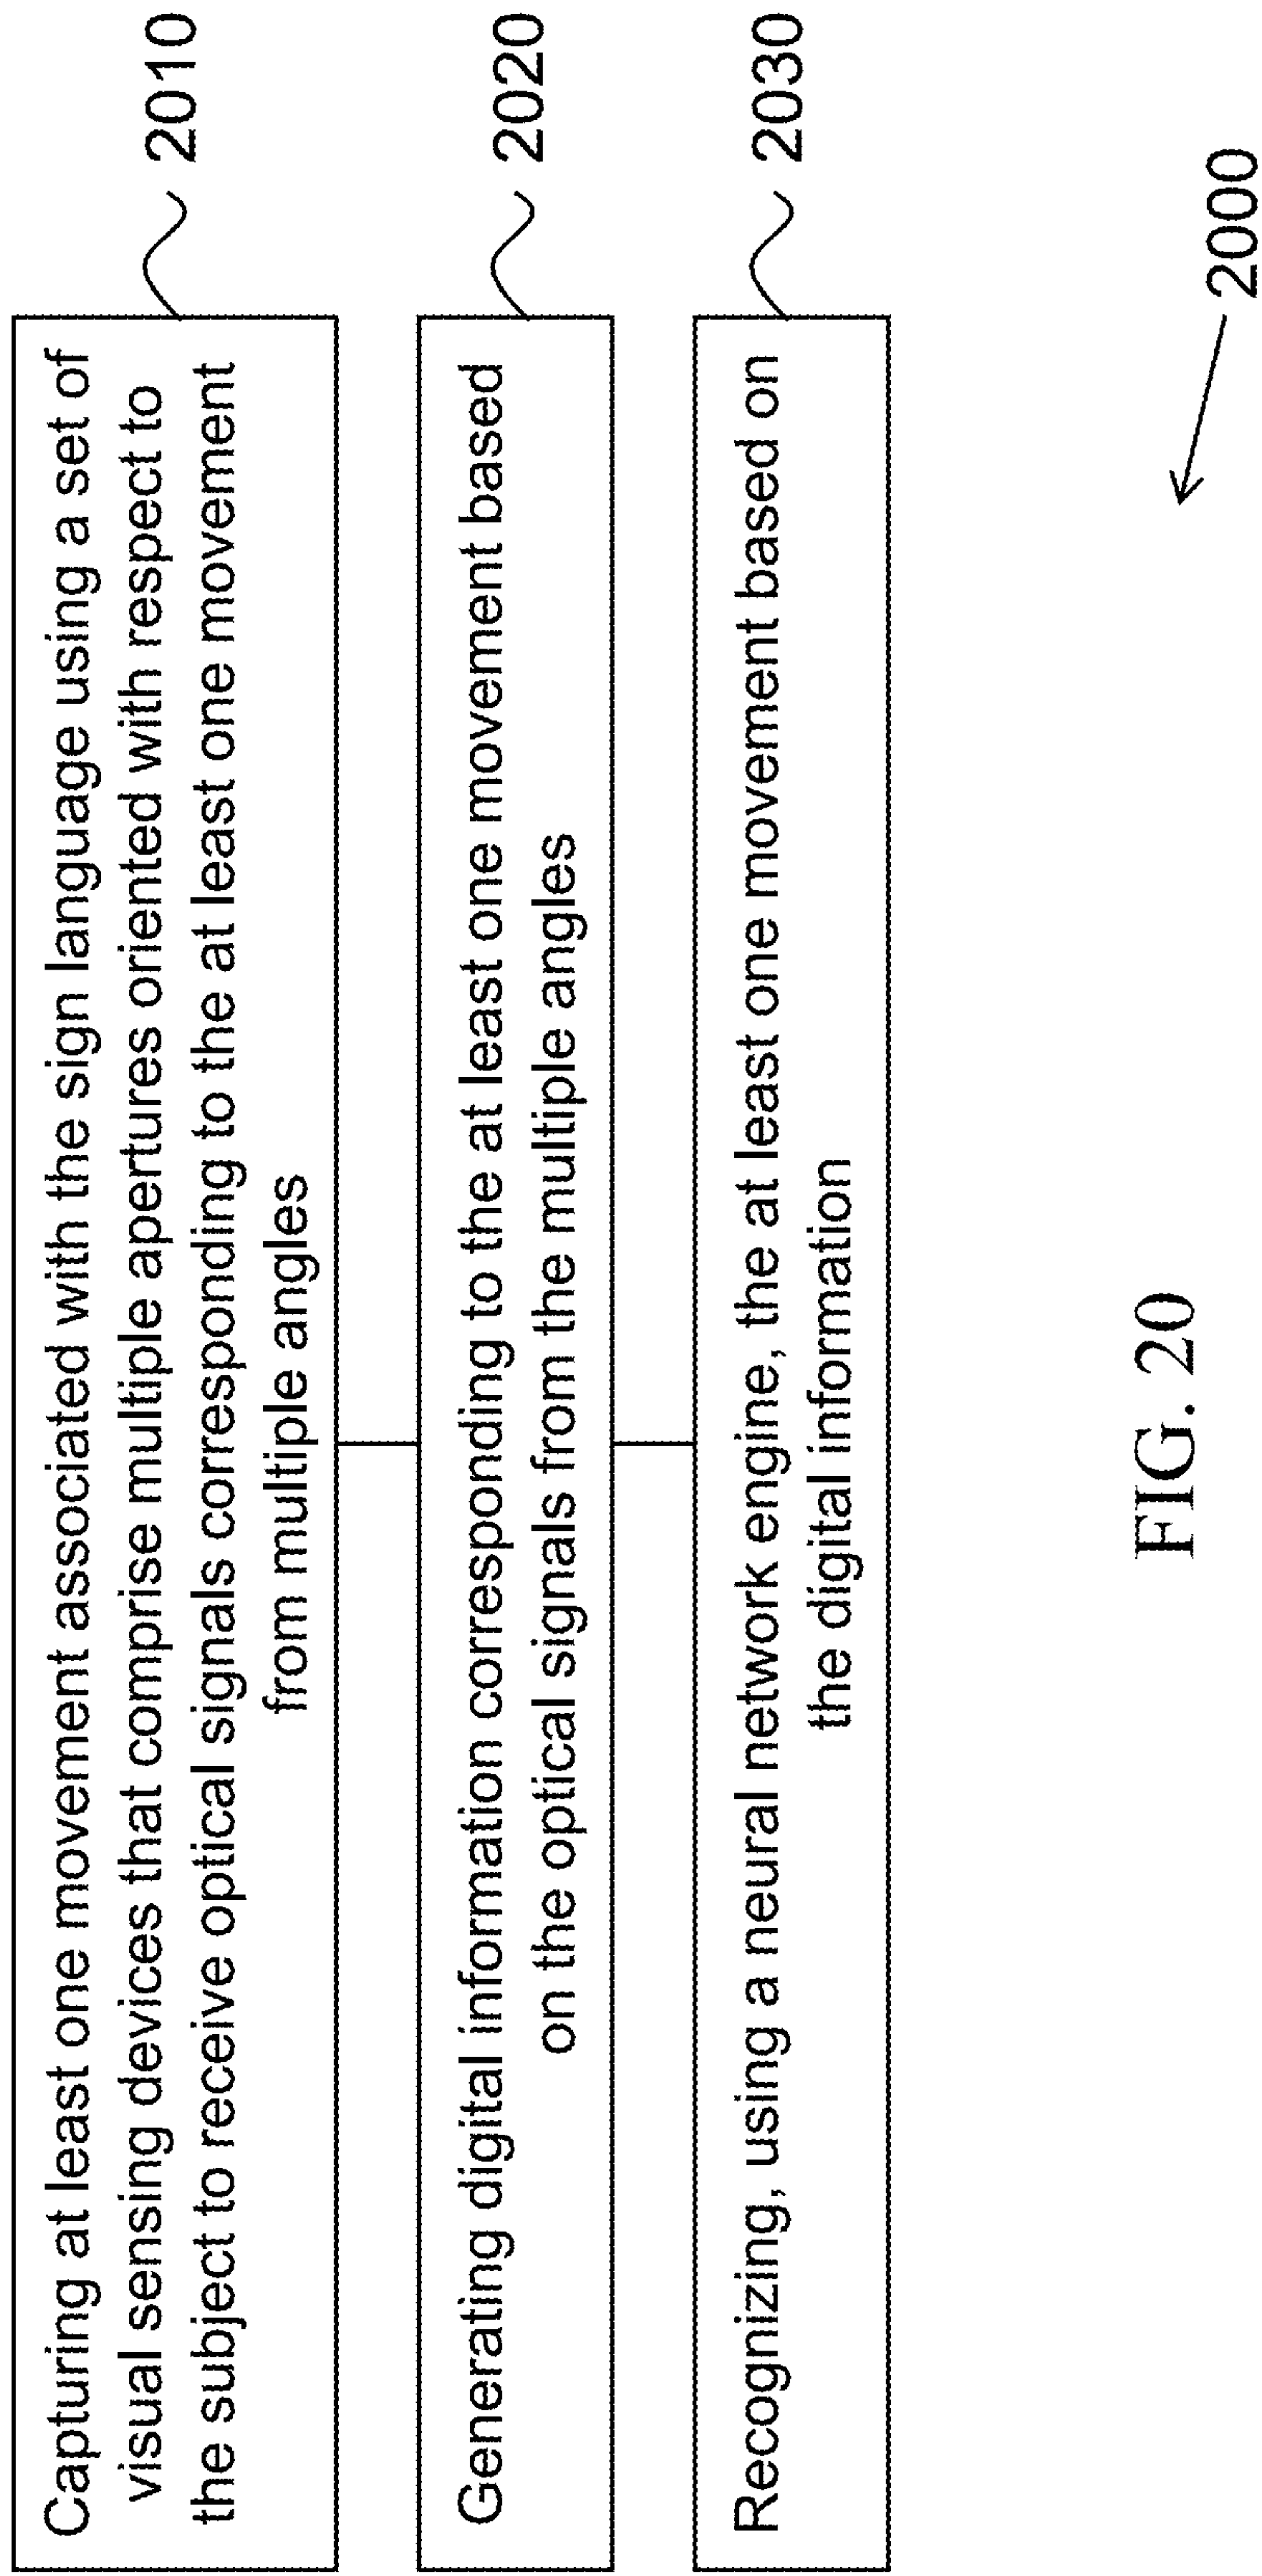 Capturing at least one movement associated with the sign language using a set of
visual sensing devices that comprise multiple apertures oriented with respect to
the subject to receive optical signals corresponding to the at least one movement
from multiple angles
2010
Generating digital information corresponding to the at least one movement based
on the optical signals from the multiple angles
2020
Recognizing, using a neural network engine, the at least one movement based on
the digital information
2030
2000
FIG. 20